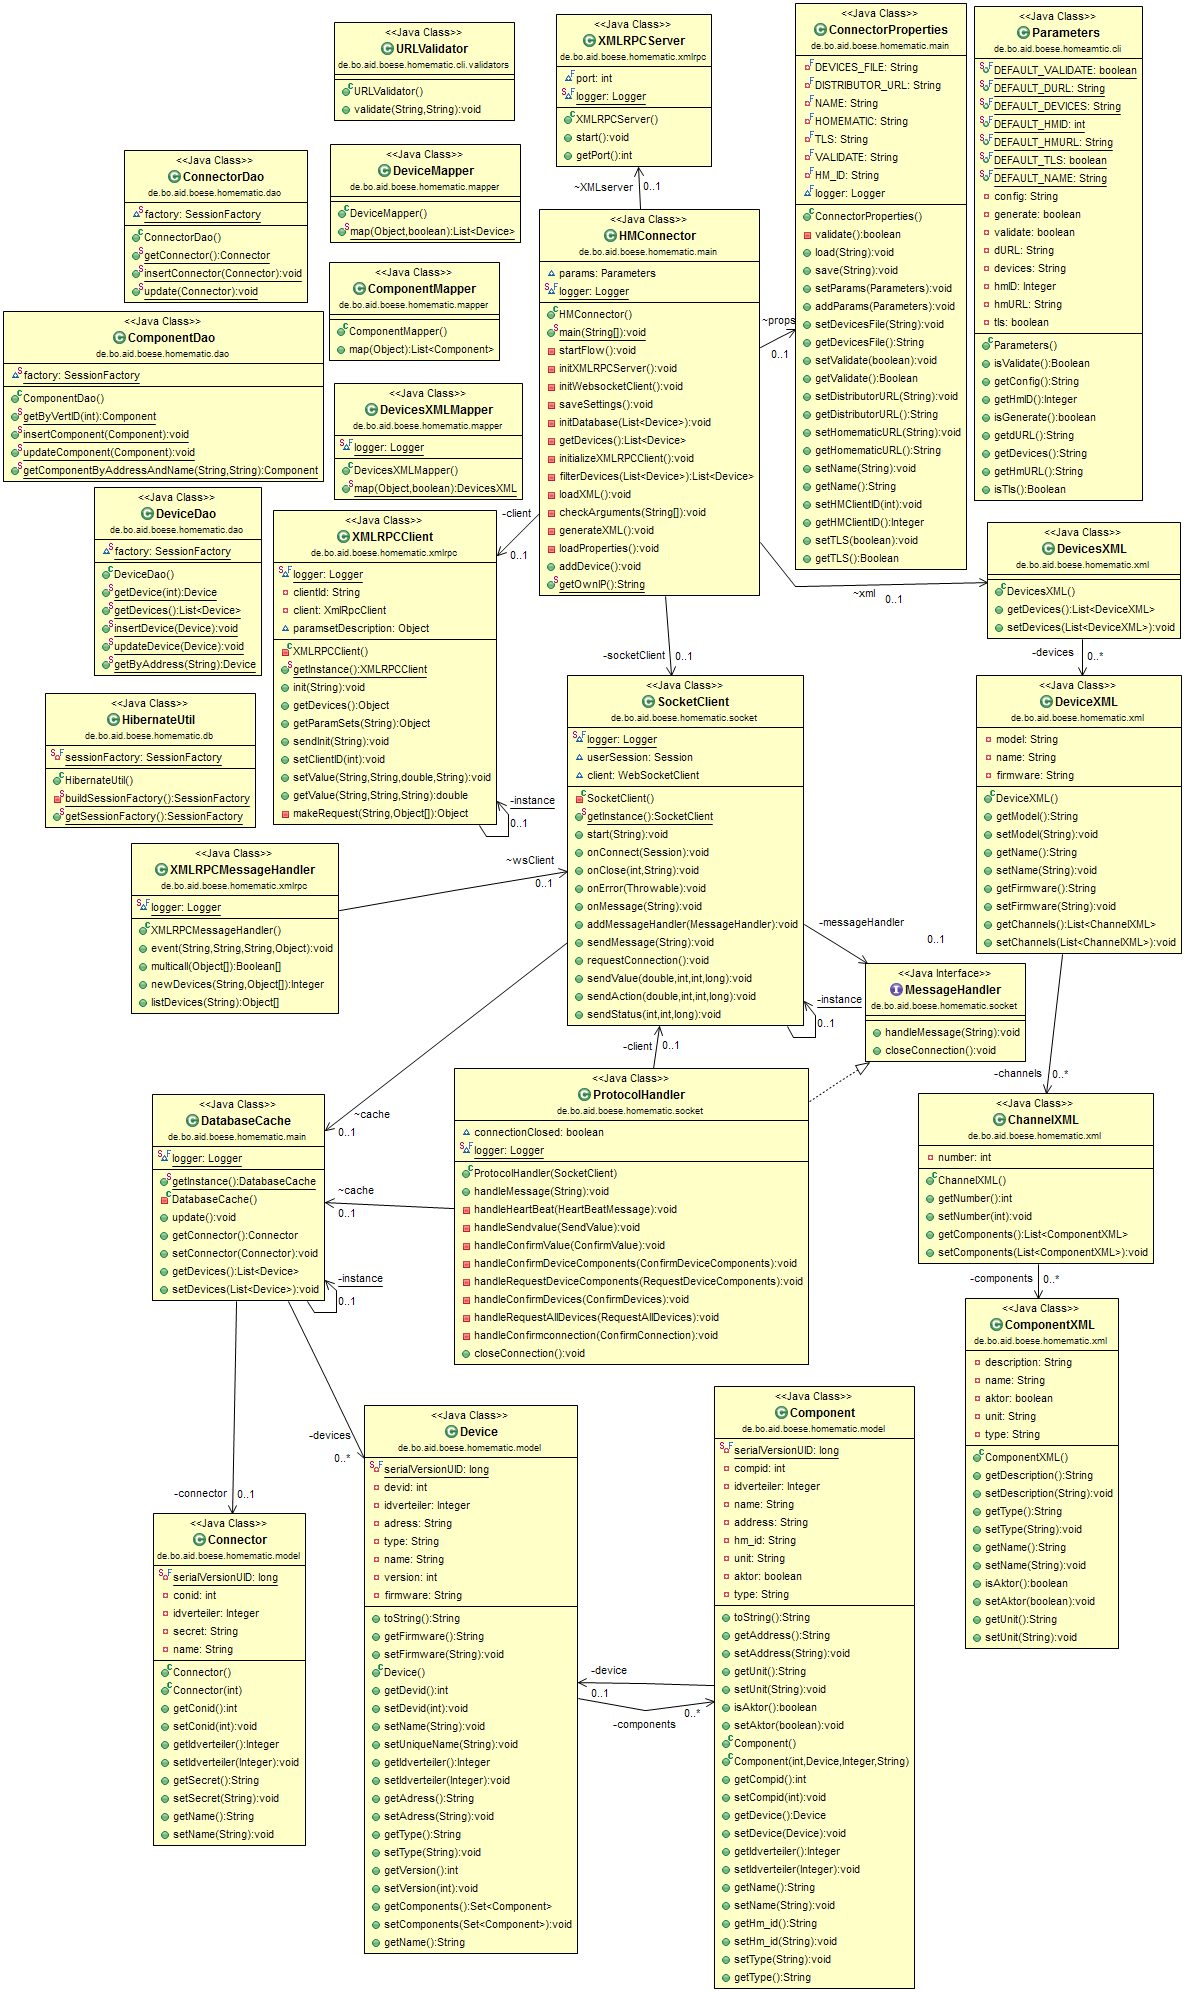 <<Java Class>>
URLValidator
de.bo.aid.boese.homematic.cli.validators
URLValidator()
validate(String,String):void
<<Java Class>>
XMLRPCServer
de.bo.aid.boese.homematic.xmlrpc
port: int
logger: Logger
XMLRPCServer()
start():void
getPort():int
<<Java Class>>
ConnectorProperties
de.bo.aid.boese.homematic.main
DEVICES_FILE: String
DISTRIBUTOR_URL: String
NAME: String
HOMEMATIC: String
TLS: String
VALIDATE: String
HM_ID: String
logger: Logger
ConnectorProperties()
validate():boolean
load(String):void
save(String):void
setParams(Parameters):void
addParams(Parameters):void
setDevicesFile(String):void
getDevicesFile():String
setValidate(boolean):void
getValidate():Boolean
setDistributorURL(String):void
getDistributorURL():String
setHomematicURL(String):void
getHomematicURL():String
setName(String):void
getName():String
setHMClientID(int):void
getHMClientID():Integer
setTLS(boolean):void
getTLS():Boolean
<<Java Class>>
Parameters
de.bo.aid.boese.homeamtic.cli
DEFAULT_VALIDATE: boolean
DEFAULT_DURL: String
DEFAULT_DEVICES: String
DEFAULT_HMID: int
DEFAULT_HMURL: String
DEFAULT_TLS: boolean
DEFAULT_NAME: String
config: String
generate: boolean
validate: boolean
dURL: String
devices: String
hmID: Integer
hmURL: String
tls: boolean
Parameters()
isValidate():Boolean
getConfig():String
getHmID():Integer
isGenerate():boolean
getdURL():String
getDevices():String
getHmURL():String
isTls():Boolean
<<Java Class>>
ConnectorDao
de.bo.aid.boese.homematic.dao
factory: SessionFactory
ConnectorDao()
getConnector():Connector
insertConnector(Connector):void
update(Connector):void
<<Java Class>>
DeviceMapper
de.bo.aid.boese.homematic.mapper
DeviceMapper()
map(Object,boolean):List<Device>
~XMLserver
0..1
<<Java Class>>
HMConnector
de.bo.aid.boese.homematic.main
params: Parameters
logger: Logger
HMConnector()
main(String[]):void
startFlow():void
initXMLRPCServer():void
initWebsocketClient():void
saveSettings():void
initDatabase(List<Device>):void
getDevices():List<Device>
initializeXMLRPCClient():void
filterDevices(List<Device>):List<Device>
loadXML():void
checkArguments(String[]):void
generateXML():void
loadProperties():void
addDevice():void
getOwnIP():String
~props
0..1
<<Java Class>>
ComponentMapper
de.bo.aid.boese.homematic.mapper
ComponentMapper()
map(Object):List<Component>
<<Java Class>>
ComponentDao
de.bo.aid.boese.homematic.dao
factory: SessionFactory
ComponentDao()
getByVertID(int):Component
insertComponent(Component):void
updateComponent(Component):void
getComponentByAddressAndName(String,String):Component
<<Java Class>>
DevicesXMLMapper
de.bo.aid.boese.homematic.mapper
logger: Logger
DevicesXMLMapper()
map(Object,boolean):DevicesXML
<<Java Class>>
DeviceDao
de.bo.aid.boese.homematic.dao
factory: SessionFactory
DeviceDao()
getDevice(int):Device
getDevices():List<Device>
insertDevice(Device):void
updateDevice(Device):void
getByAddress(String):Device
<<Java Class>>
XMLRPCClient
de.bo.aid.boese.homematic.xmlrpc
logger: Logger
clientId: String
client: XmlRpcClient
paramsetDescription: Object
XMLRPCClient()
getInstance():XMLRPCClient
init(String):void
getDevices():Object
getParamSets(String):Object
sendInit(String):void
setClientID(int):void
setValue(String,String,double,String):void
getValue(String,String,String):double
makeRequest(String,Object[]):Object
-client
0..1
-instance
0..1
<<Java Class>>
DevicesXML
de.bo.aid.boese.homematic.xml
DevicesXML()
getDevices():List<DeviceXML>
setDevices(List<DeviceXML>):void
~xml
0..1
-devices
0..*
<<Java Class>>
HibernateUtil
de.bo.aid.boese.homematic.db
sessionFactory: SessionFactory
HibernateUtil()
buildSessionFactory():SessionFactory
getSessionFactory():SessionFactory
-socketClient
0..1
<<Java Class>>
SocketClient
de.bo.aid.boese.homematic.socket
logger: Logger
userSession: Session
client: WebSocketClient
SocketClient()
getInstance():SocketClient
start(String):void
onConnect(Session):void
onClose(int,String):void
onError(Throwable):void
onMessage(String):void
addMessageHandler(MessageHandler):void
sendMessage(String):void
requestConnection():void
sendValue(double,int,int,long):void
sendAction(double,int,int,long):void
sendStatus(int,int,long):void
<<Java Class>>
DeviceXML
de.bo.aid.boese.homematic.xml
model: String
name: String
firmware: String
DeviceXML()
getModel():String
setModel(String):void
getName():String
setName(String):void
getFirmware():String
setFirmware(String):void
getChannels():List<ChannelXML>
setChannels(List<ChannelXML>):void
<<Java Class>>
XMLRPCMessageHandler
de.bo.aid.boese.homematic.xmlrpc
logger: Logger
XMLRPCMessageHandler()
event(String,String,String,Object):void
multicall(Object[]):Boolean[]
newDevices(String,Object[]):Integer
listDevices(String):Object[]
~wsClient
0..1
-messageHandler
0..1
<<Java Interface>>
MessageHandler
de.bo.aid.boese.homematic.socket
handleMessage(String):void
closeConnection():void
-instance
0..1
-client
0..1
-channels
0..*
<<Java Class>>
ProtocolHandler
de.bo.aid.boese.homematic.socket
connectionClosed: boolean
logger: Logger
ProtocolHandler(SocketClient)
handleMessage(String):void
handleHeartBeat(HeartBeatMessage):void
handleSendvalue(SendValue):void
handleConfirmValue(ConfirmValue):void
handleConfirmDeviceComponents(ConfirmDeviceComponents):void
handleRequestDeviceComponents(RequestDeviceComponents):void
handleConfirmDevices(ConfirmDevices):void
handleRequestAllDevices(RequestAllDevices):void
handleConfirmconnection(ConfirmConnection):void
closeConnection():void
<<Java Class>>
DatabaseCache
de.bo.aid.boese.homematic.main
logger: Logger
getInstance():DatabaseCache
DatabaseCache()
update():void
getConnector():Connector
setConnector(Connector):void
getDevices():List<Device>
setDevices(List<Device>):void
~cache
0..1
~cache
0..1
-instance
0..1
<<Java Class>>
ChannelXML
de.bo.aid.boese.homematic.xml
number: int
ChannelXML()
getNumber():int
setNumber(int):void
getComponents():List<ComponentXML>
setComponents(List<ComponentXML>):void
-components
0..*
<<Java Class>>
ComponentXML
de.bo.aid.boese.homematic.xml
description: String
name: String
aktor: boolean
unit: String
type: String
ComponentXML()
getDescription():String
setDescription(String):void
getType():String
setType(String):void
getName():String
setName(String):void
isAktor():boolean
setAktor(boolean):void
getUnit():String
setUnit(String):void
-devices
0..*
-connector
0..1
<<Java Class>>
Connector
de.bo.aid.boese.homematic.model
serialVersionUID: long
conid: int
idverteiler: Integer
secret: String
name: String
Connector()
Connector(int)
getConid():int
setConid(int):void
getIdverteiler():Integer
setIdverteiler(Integer):void
getSecret():String
setSecret(String):void
getName():String
setName(String):void
<<Java Class>>
Device
de.bo.aid.boese.homematic.model
serialVersionUID: long
devid: int
idverteiler: Integer
adress: String
type: String
name: String
version: int
firmware: String
toString():String
getFirmware():String
setFirmware(String):void
Device()
getDevid():int
setDevid(int):void
setName(String):void
setUniqueName(String):void
getIdverteiler():Integer
setIdverteiler(Integer):void
getAdress():String
setAdress(String):void
getType():String
setType(String):void
getVersion():int
setVersion(int):void
getComponents():Set<Component>
setComponents(Set<Component>):void
getName():String
-device
0..1
0..*
-components
<<Java Class>>
Component
de.bo.aid.boese.homematic.model
serialVersionUID: long
compid: int
idverteiler: Integer
name: String
address: String
hm_id: String
unit: String
aktor: boolean
type: String
toString():String
getAddress():String
setAddress(String):void
getUnit():String
setUnit(String):void
isAktor():boolean
setAktor(boolean):void
Component()
Component(int,Device,Integer,String)
getCompid():int
setCompid(int):void
getDevice():Device
setDevice(Device):void
getIdverteiler():Integer
setIdverteiler(Integer):void
getName():String
setName(String):void
getHm_id():String
setHm_id(String):void
setType(String):void
getType():String